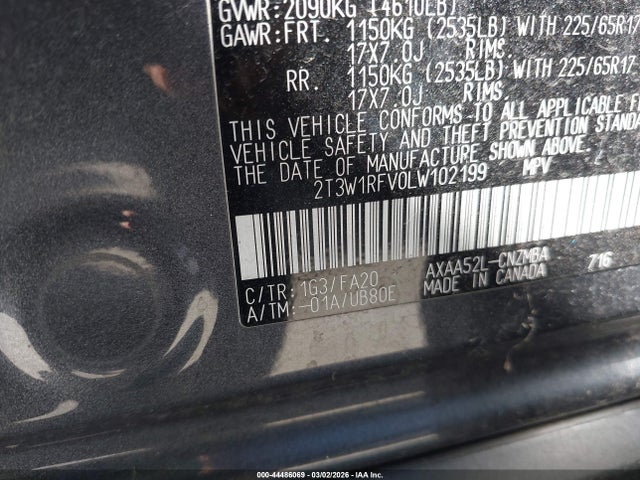 GVWR:2090KG (4610LB)
GAWR:FRT. 1150KG (2535LB) WITH 225/65R17
17X7.0J RIMS.
RR. 1150KG (2535LB) WITH 225/65R17
17X7.0J RIMS.
THIS VEHICLE CONFORMS TO ALL APPLICABLE
VEHICLE SAFETY AND THEFT PREVENTION
THE DATE OF MANUFACTURE SHOWN ABOVE.
2T3W1RFV0LW102199 MPV
C/TR: 1G3/FA20 AXAA52L-CNZMBA 716
A/TM:-01A/UB80E MADE IN CANADA
000-44486069 - 03/02/2026 - IAA Inc.